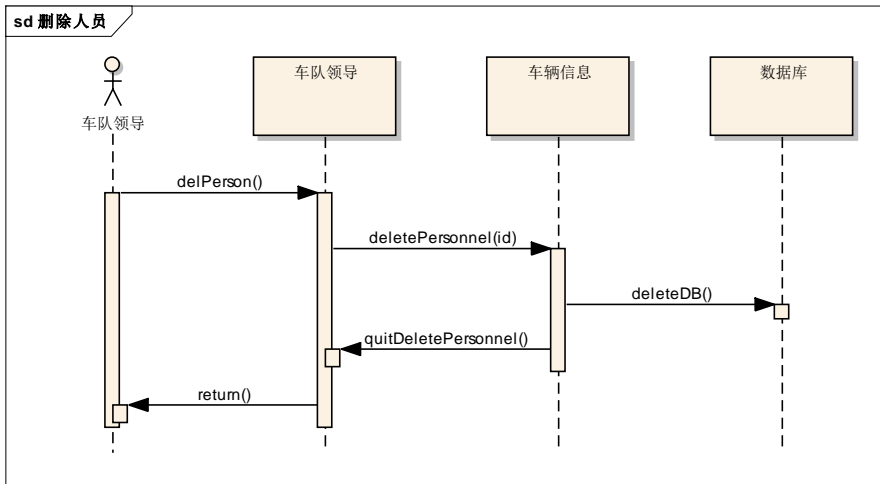 sd 删除人员
车队领导
车队领导
车辆信息
数据库
delPerson()
deletePersonnel(id)
deleteDB()
quitDeletePersonnel()
return()